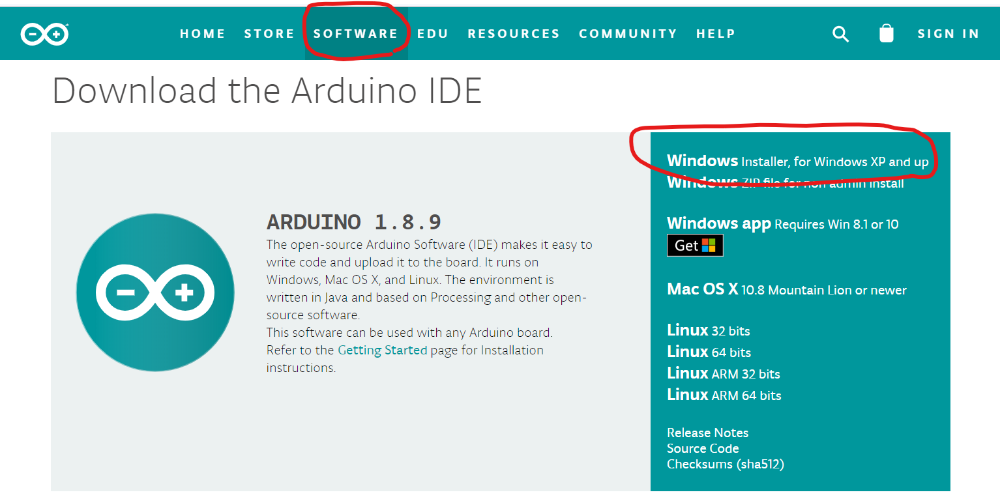 HOME STORE SOFTWARE EDU RESOURCES COMMUNITY HELP SIGN IN
Download the Arduino IDE
ARDUINO 1.8.9
The open-source Arduino Software (IDE) makes it easy to
write code and upload it to the board. It runs on
Windows, Mac OS X, and Linux. The environment is
written in Java and based on Processing and other open-
source software.
This software can be used with any Arduino board.
Refer to the Getting Started page for Installation
instructions.
Windows Installer, for Windows XP and up
Windows ZIP file for non admin install
Windows app Requires Win 8.1 or 10
Get
Mac OS X 10.8 Mountain Lion or newer
Linux 32 bits
Linux 64 bits
Linux ARM 32 bits
Linux ARM 64 bits
Release Notes
Source Code
Checksums (sha512)